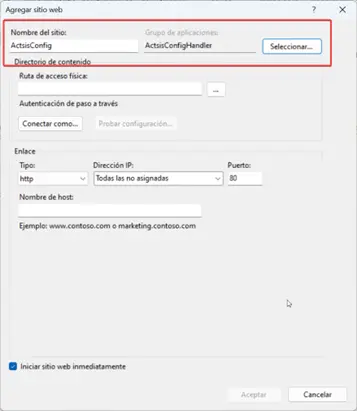 Agregar sitio web
Nombre del sitio: Grupo de aplicaciones:
ActsisConfig ActsisConfigHandler Seleccionar...
Directorio de contenido
Ruta de acceso física:
...
Autenticación de paso a través
Conectar como... Probar configuración...
Enlace
Tipo: Dirección IP: Puerto:
http Todas las no asignadas 80
Nombre de host:
Ejemplo: www.contoso.com o marketing.contoso.com
Iniciar sitio web inmediatamente
Aceptar Cancelar